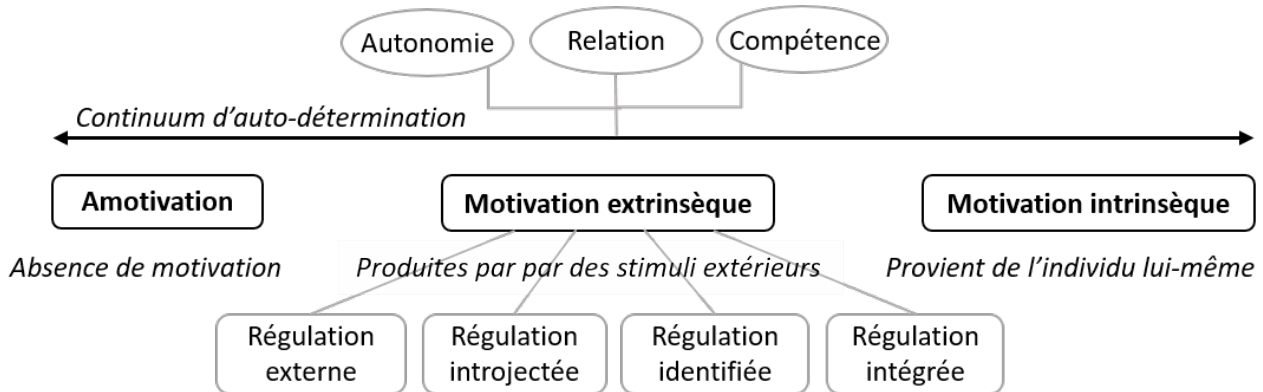 Autonomie
Relation
Compétence
Continuum d'auto-détermination
Amotivation
Motivation extrinsèque
Motivation intrinsèque
Absence de motivation
Produites par par des stimuli extérieurs
Provient de l'individu lui-même
Régulation
externe
Régulation
introjectée
Régulation
identifiée
Régulation
intégrée